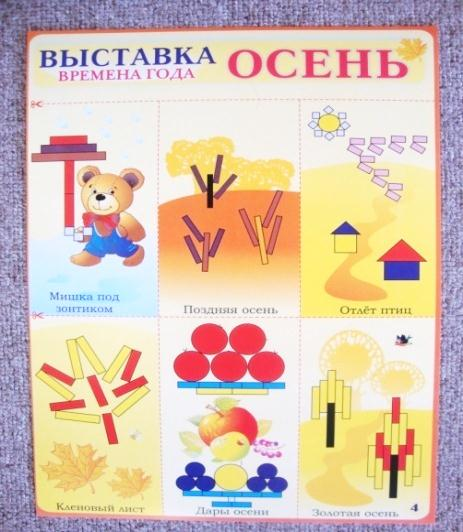 ВЫСТАВКА
ВРЕМЕНА ГОДА
ОСЕНЬ
Мишка под
зонтиком
Поздняя осень
Отлёт птиц
Кленовый лист
Дары осени
Золотая осень
4